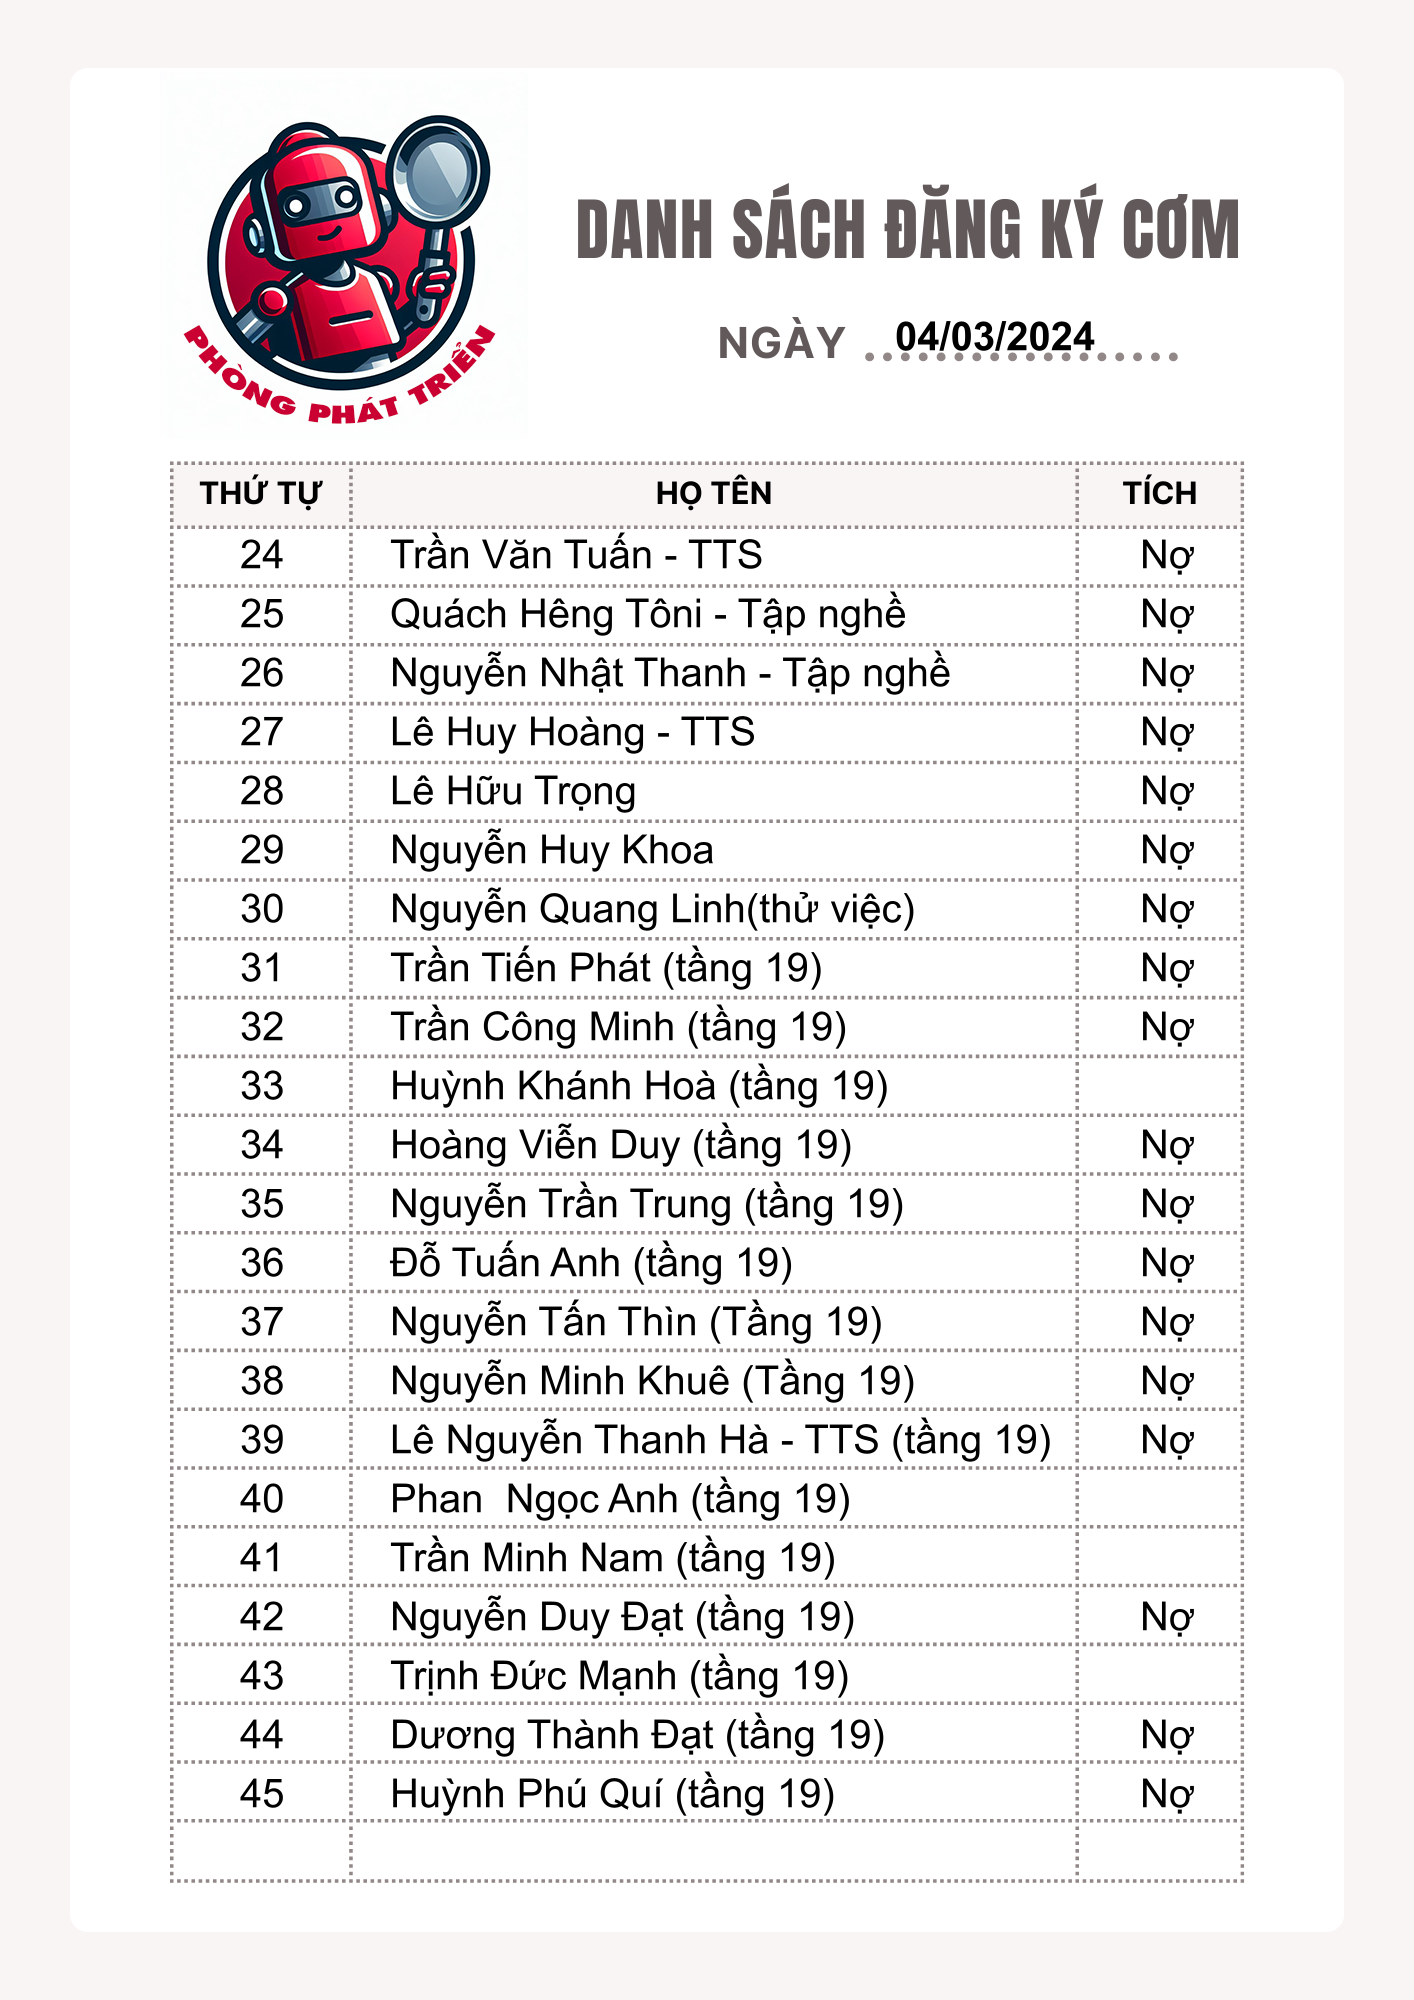 PHÒNG PHÁT TRIỂN
DANH SÁCH ĐĂNG KÝ CƠM
NGÀY 04/03/2024
THỨ TỰ HỌ TÊN TÍCH
24 Trần Văn Tuấn - TTS Nợ
25 Quách Hêng Tôni - Tập nghề Nợ
26 Nguyễn Nhật Thanh - Tập nghề Nợ
27 Lê Huy Hoàng - TTS Nợ
28 Lê Hữu Trọng Nợ
29 Nguyễn Huy Khoa Nợ
30 Nguyễn Quang Linh(thử việc) Nợ
31 Trần Tiến Phát (tầng 19) Nợ
32 Trần Công Minh (tầng 19) Nợ
33 Huỳnh Khánh Hoà (tầng 19)
34 Hoàng Viễn Duy (tầng 19) Nợ
35 Nguyễn Trần Trung (tầng 19) Nợ
36 Đỗ Tuấn Anh (tầng 19) Nợ
37 Nguyễn Tấn Thìn (Tầng 19) Nợ
38 Nguyễn Minh Khuê (Tầng 19) Nợ
39 Lê Nguyễn Thanh Hà - TTS (tầng 19) Nợ
40 Phan  Ngọc Anh (tầng 19)
41 Trần Minh Nam (tầng 19)
42 Nguyễn Duy Đạt (tầng 19) Nợ
43 Trịnh Đức Mạnh (tầng 19)
44 Dương Thành Đạt (tầng 19) Nợ
45 Huỳnh Phú Quí (tầng 19) Nợ